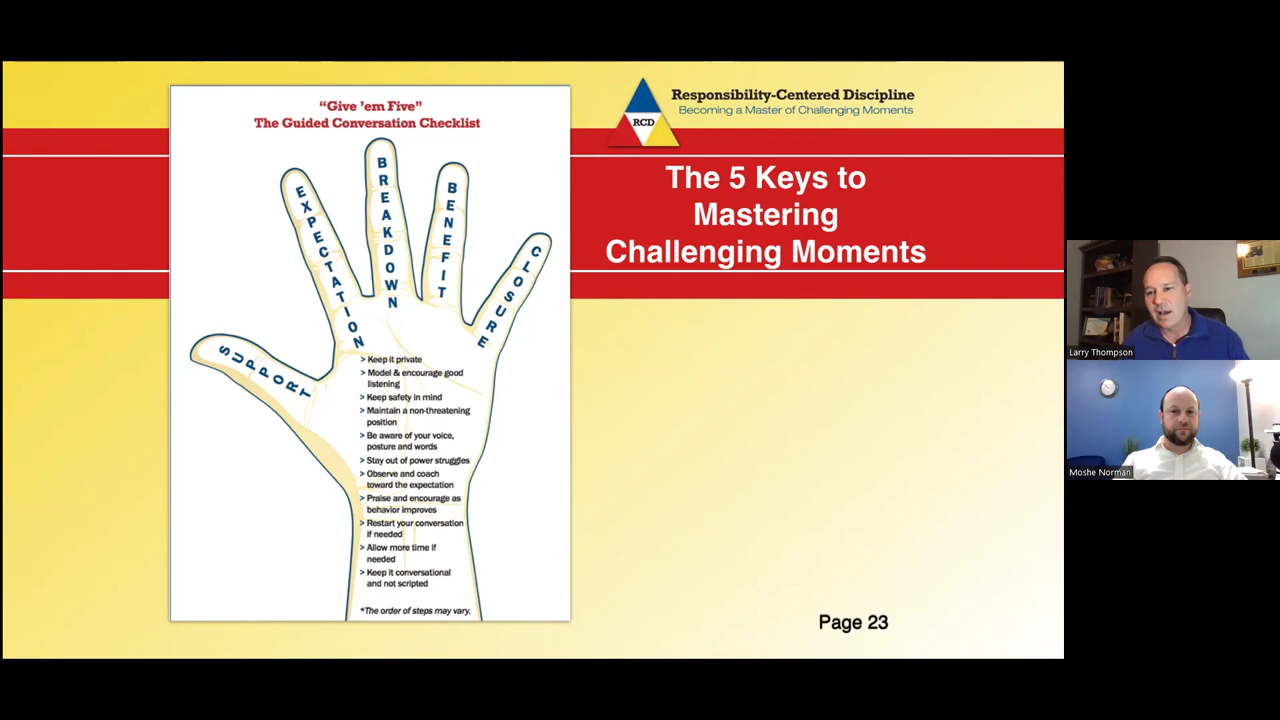 "Give 'em Five"
The Guided Conversation Checklist
SUPPORT
EXPECTATION
BREAKDOWN
BENEFIT
CLOSURE
> Keep it private
> Model & encourage good
listening
> Keep safety in mind
> Maintain a non-threatening
position
> Be aware of your voice,
posture and words
> Stay out of power struggles
> Observe and coach
toward the expectation
> Praise and encourage as
behavior improves
> Restart your conversation
if needed
> Allow more time if
needed
> Keep it conversational
and not scripted
*The order of steps may vary.
RCD
Responsibility-Centered Discipline
Becoming a Master of Challenging Moments
The 5 Keys to
Mastering
Challenging Moments
Page 23
Larry Thompson
Moshe Norman